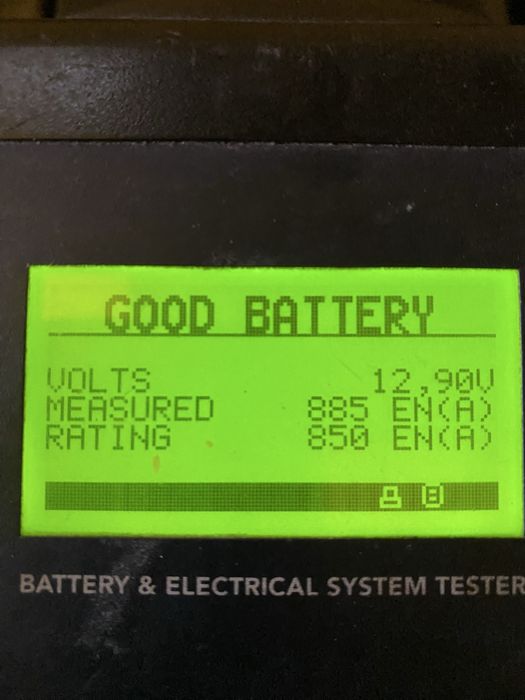 GOOD BATTERY
VOLTS 12,90V
MEASURED 885 EN(A)
RATING 850 EN(A)
BATTERY & ELECTRICAL SYSTEM TESTER